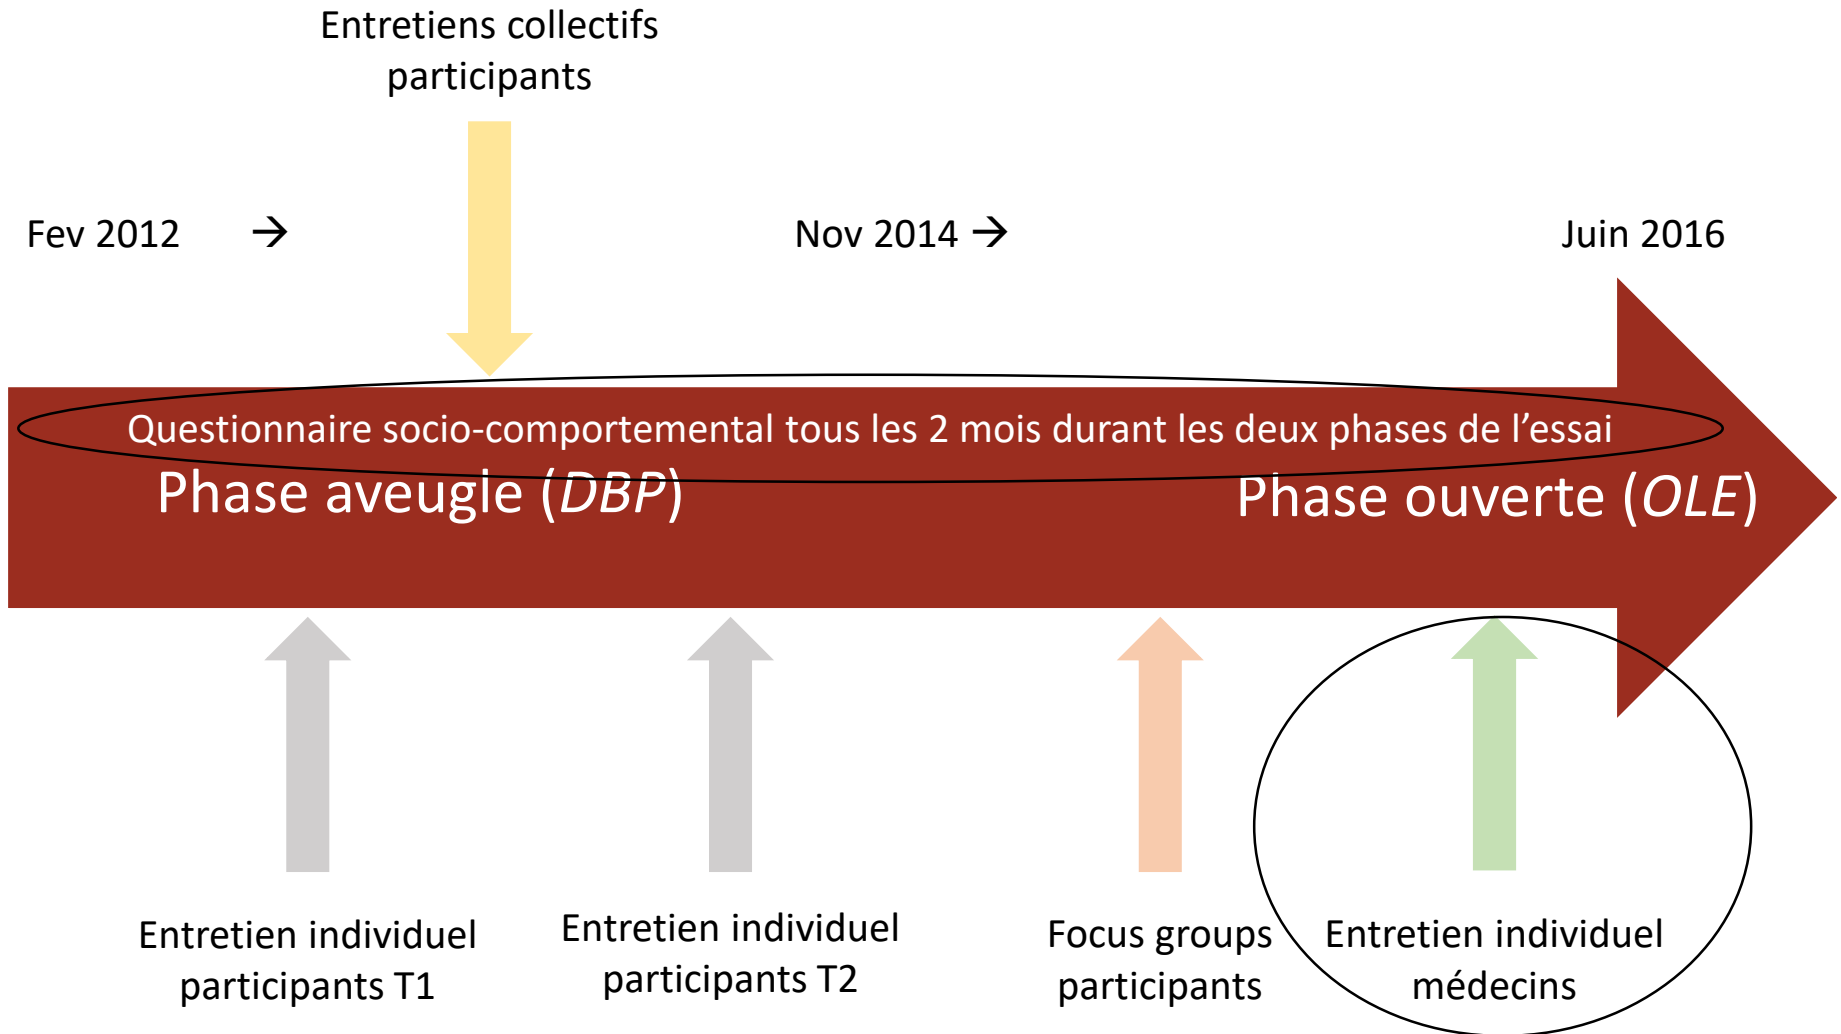 Entretiens collectifs
participants
Fev 2012 →
Nov 2014 →
Juin 2016
Questionnaire socio-comportemental tous les 2 mois durant les deux phases de l’essai
Phase aveugle (DBP)
Phase ouverte (OLE)
Entretien individuel
participants T1
Entretien individuel
participants T2
Focus groups
participants
Entretien individuel
médecins